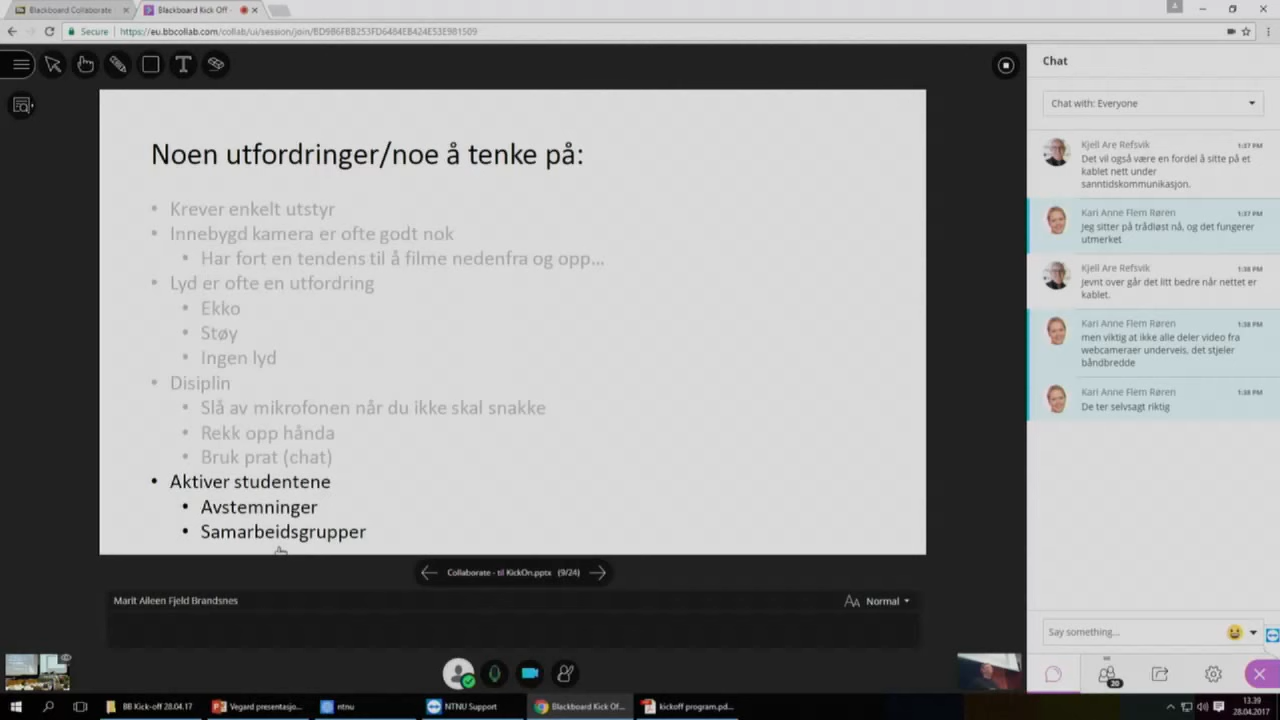 Blackboard Collaborate
Blackboard Kick Off -
Secure
https://eu.bbcollab.com/collab/ui/session/join/BD9B6FBB253FD6484EB424E53E981509
Noen utfordringer/noe å tenke på:
• Krever enkelt utstyr
• Innebygd kamera er ofte godt nok
• Har fort en tendens til å filme nedenfra og opp...
• Lyd er ofte en utfordring
• Ekko
• Støy
• Ingen lyd
• Disiplin
• Slå av mikrofonen når du ikke skal snakke
• Rekk opp hånda
• Bruk prat (chat)
• Aktiver studentene
• Avstemninger
• Samarbeidsgrupper
Collaborate - til KickOn.pptx (9/24)
Marit Aileen Fjeld Brandsnes
Normal
Chat
Chat with: Everyone
Kjell Are Refsvik 1:37 PM
Det vil også være en fordel å sitte på et
kablet nett under
sanntidskommunikasjon.
Kari Anne Flem Røren 1:37 PM
Jeg sitter på trådløst nå, og det fungerer
utmerket
Kjell Are Refsvik 1:38 PM
Jevnt over går det litt bedre når nettet er
kablet.
Kari Anne Flem Røren 1:38 PM
men viktig at ikke alle deler video fra
webcameraer underveis, det stjeler
båndbredde
Kari Anne Flem Røren 1:38 PM
De ter selvsagt riktig
Say something...
20
BB Kick-off 28.04.17
Vegard presentasjo...
ntnu
NTNU Support
Blackboard Kick Of...
kickoff program.pd...
13.39
28.04.2017